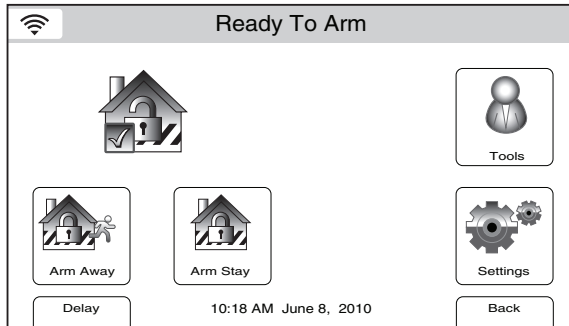 Ready To Arm
Tools
Arm Away
Arm Stay
Settings
Delay
10:18 AM June 8, 2010
Back